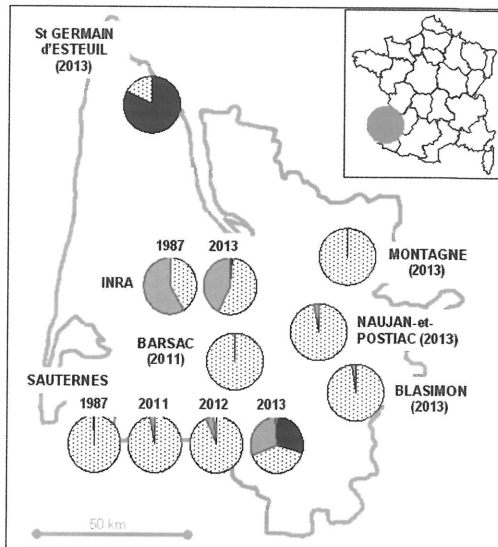 St GERMAIN
d'ESTEUIL
(2013)
1987
2013
INRA
MONTAGNE
(2013)
BARSAC
(2011)
NAUJAN-et-
POSTIAC (2013)
SAUTERNES
BLASIMON
(2013)
1987
2011
2012
2013
50 km